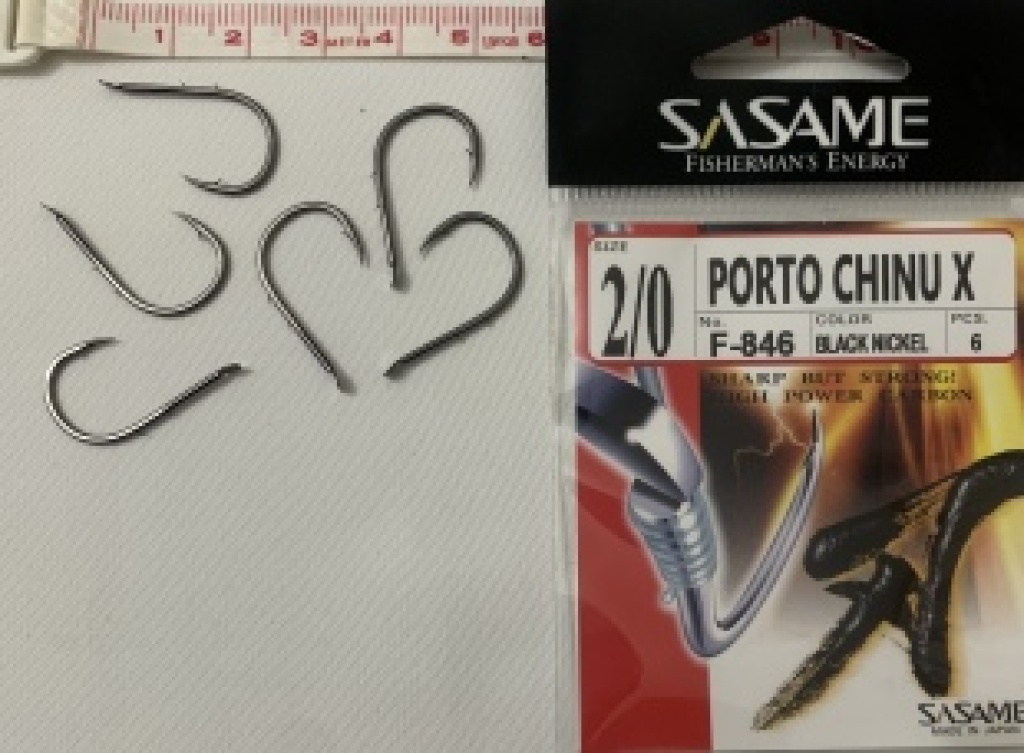 1 2 3 METER 4 5 6
SASAME
FISHERMAN'S ENERGY
SIZE
2/0
PORTO CHINU X
No.
F-846
COLOR
BLACK NICKEL
PCS.
6
SHARP BUT STRONG!
HIGH POWER CARBON
SASAME
MADE IN JAPAN